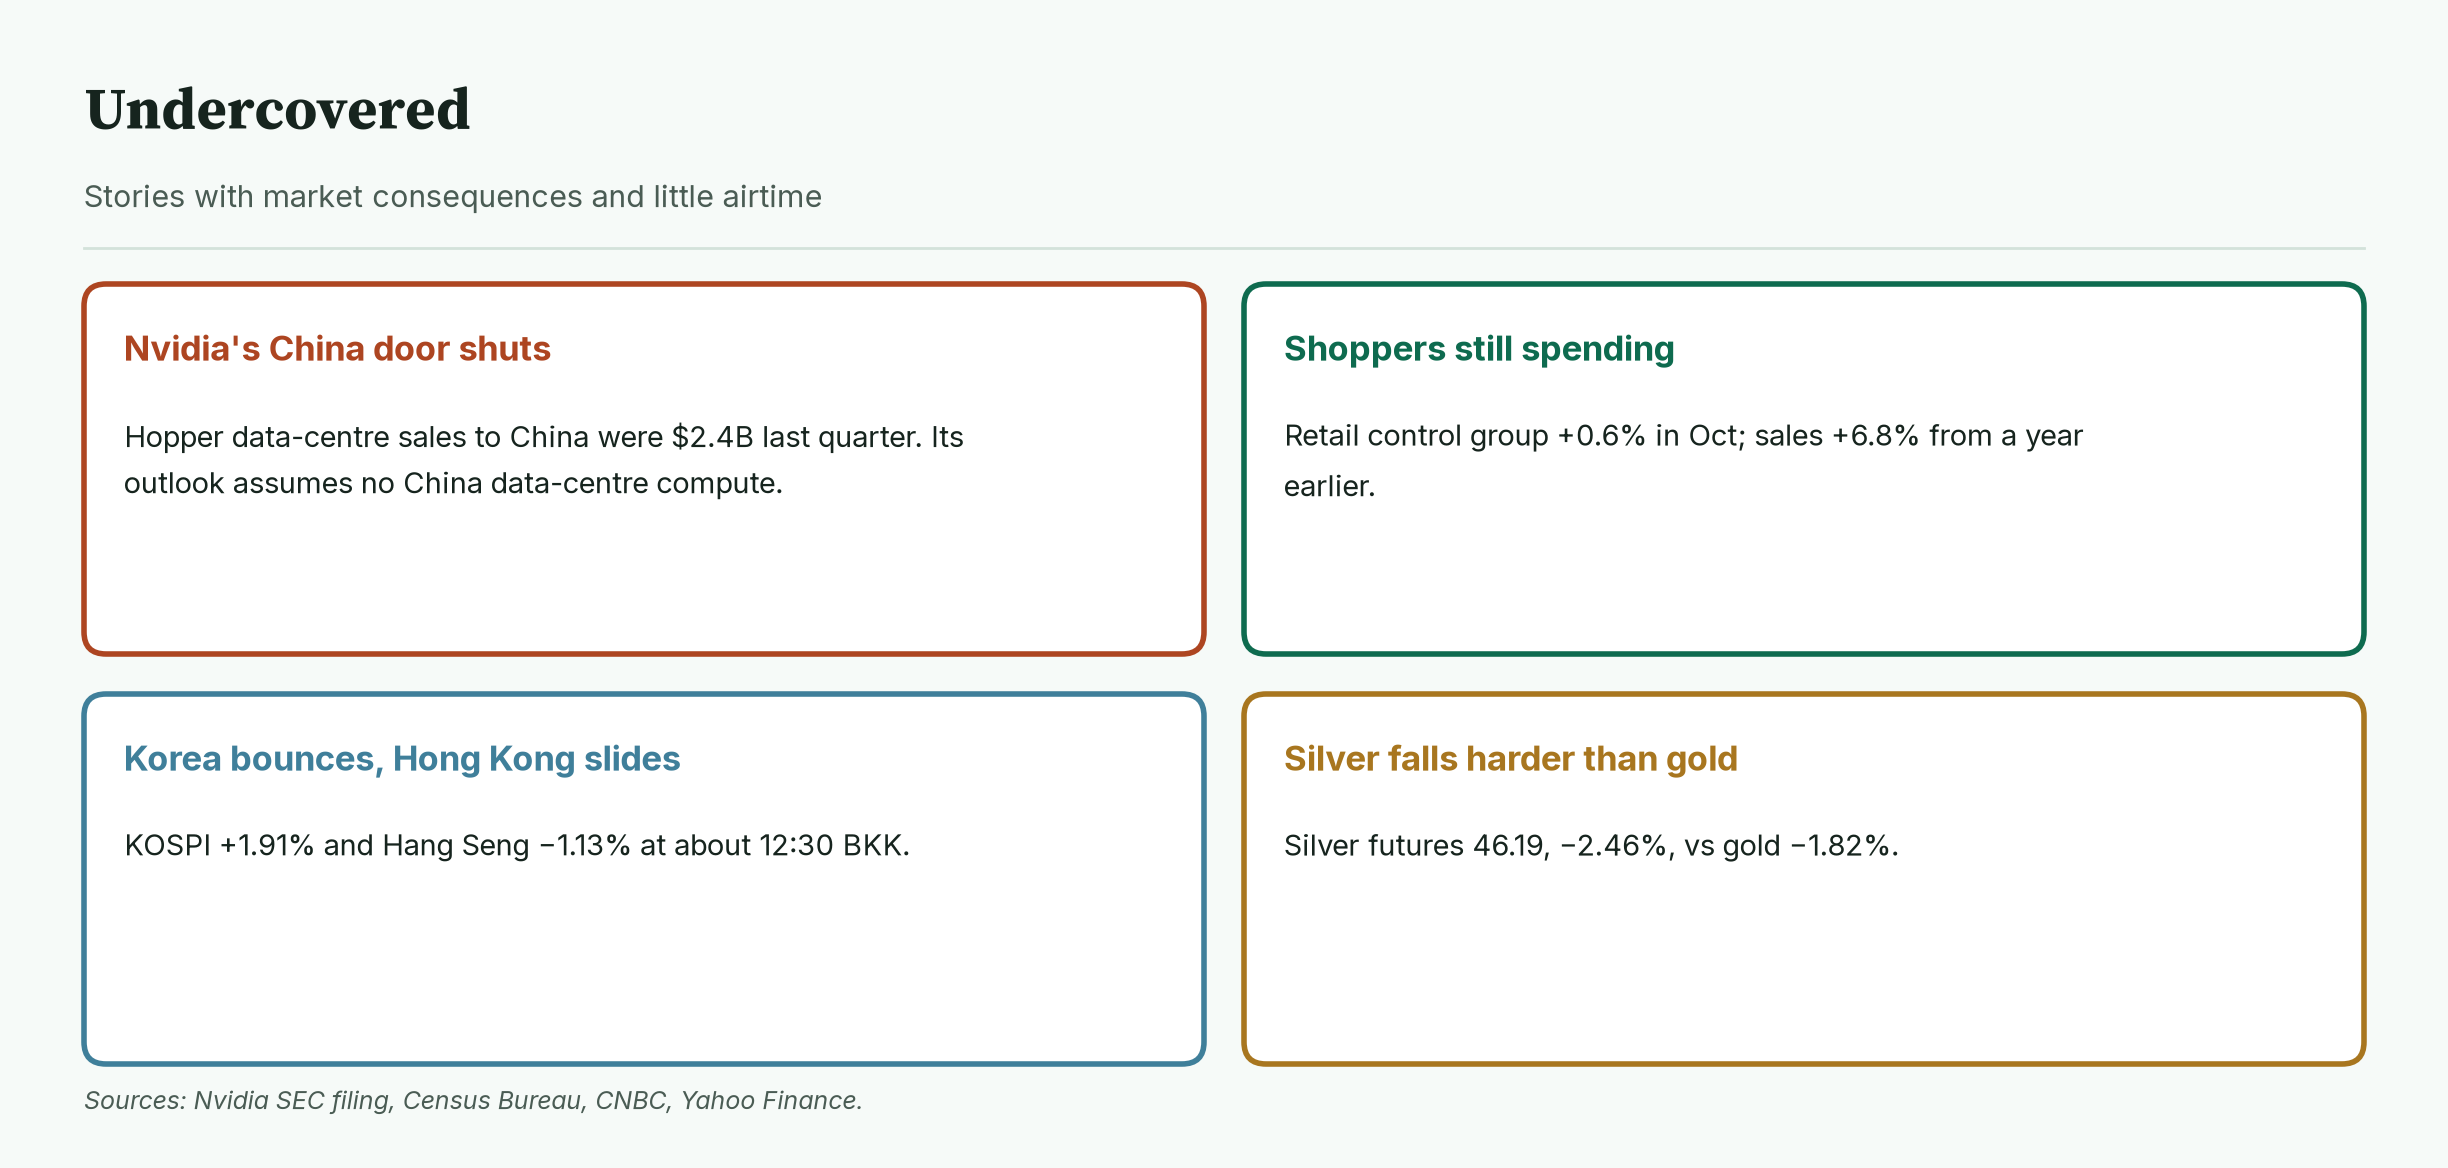 Undercovered
Stories with market consequences and little airtime
Nvidia's China door shuts
Hopper data-centre sales to China were $2.4B last quarter. Its
outlook assumes no China data-centre compute.
Shoppers still spending
Retail control group +0.6% in Oct; sales +6.8% from a year
earlier.
Korea bounces, Hong Kong slides
KOSPI +1.91% and Hang Seng −1.13% at about 12:30 BKK.
Silver falls harder than gold
Silver futures 46.19, −2.46%, vs gold −1.82%.
Sources: Nvidia SEC filing, Census Bureau, CNBC, Yahoo Finance.